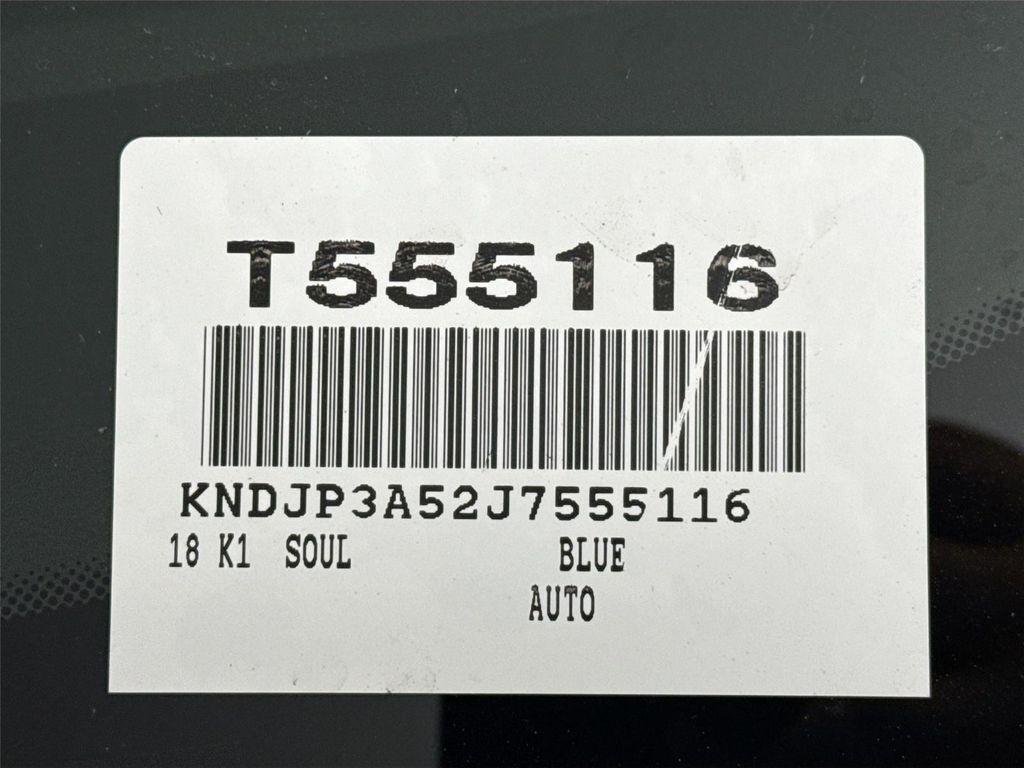 T555116
KNDJP3A52J7555116
18 K1 SOUL BLUE
AUTO